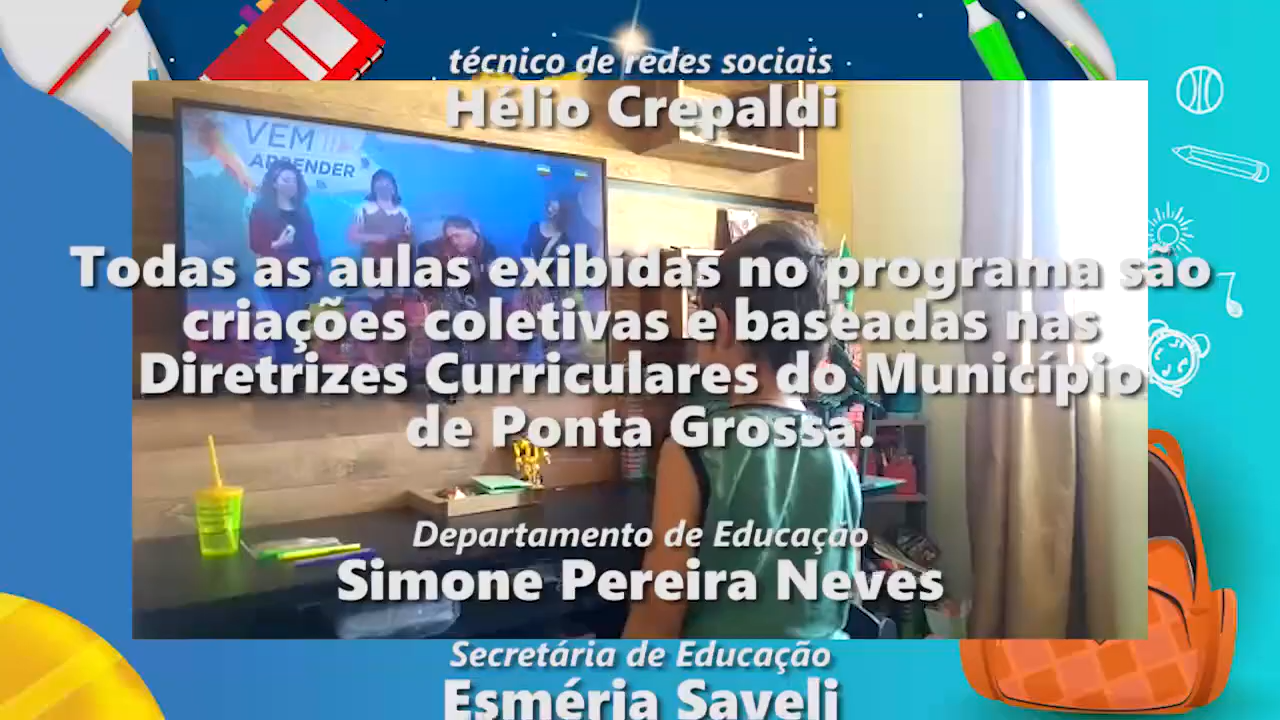 técnico de redes sociais
Hélio Crepaldi
VEM
APRENDER
Todas as aulas exibidas no programa são
criações coletivas e baseadas nas
Diretrizes Curriculares do Município
de Ponta Grossa.
Departamento de Educação
Simone Pereira Neves
Secretária de Educação
Esméria Saveli